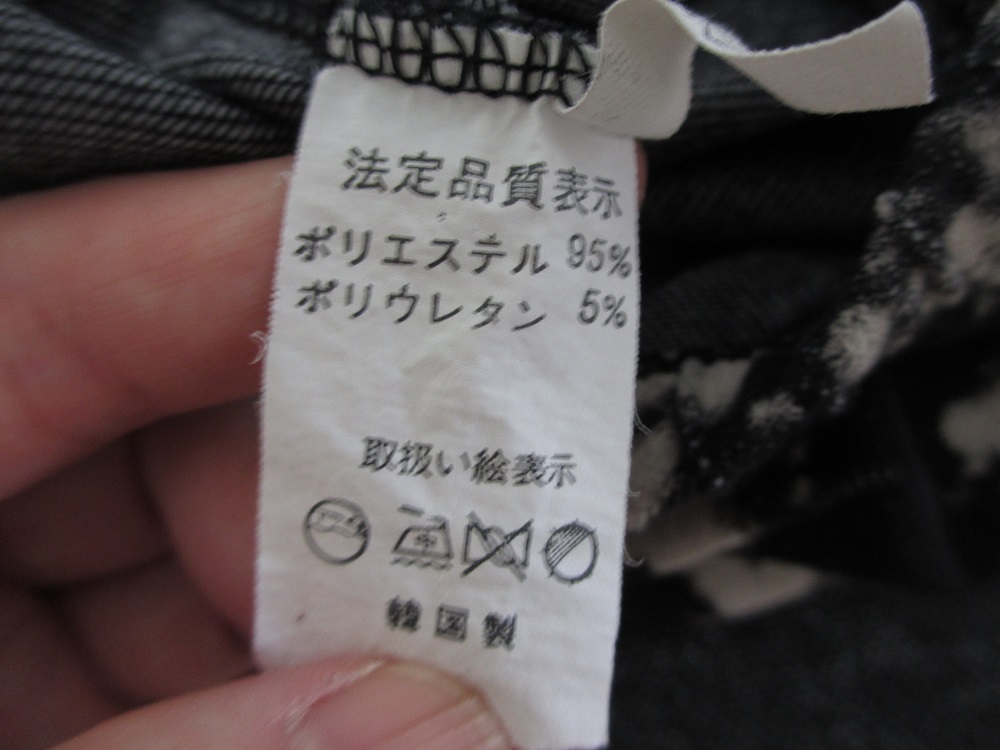 法定品質表示
ポリエステル 95%
ポリウレタン 5%
取扱い絵表示
韓国製